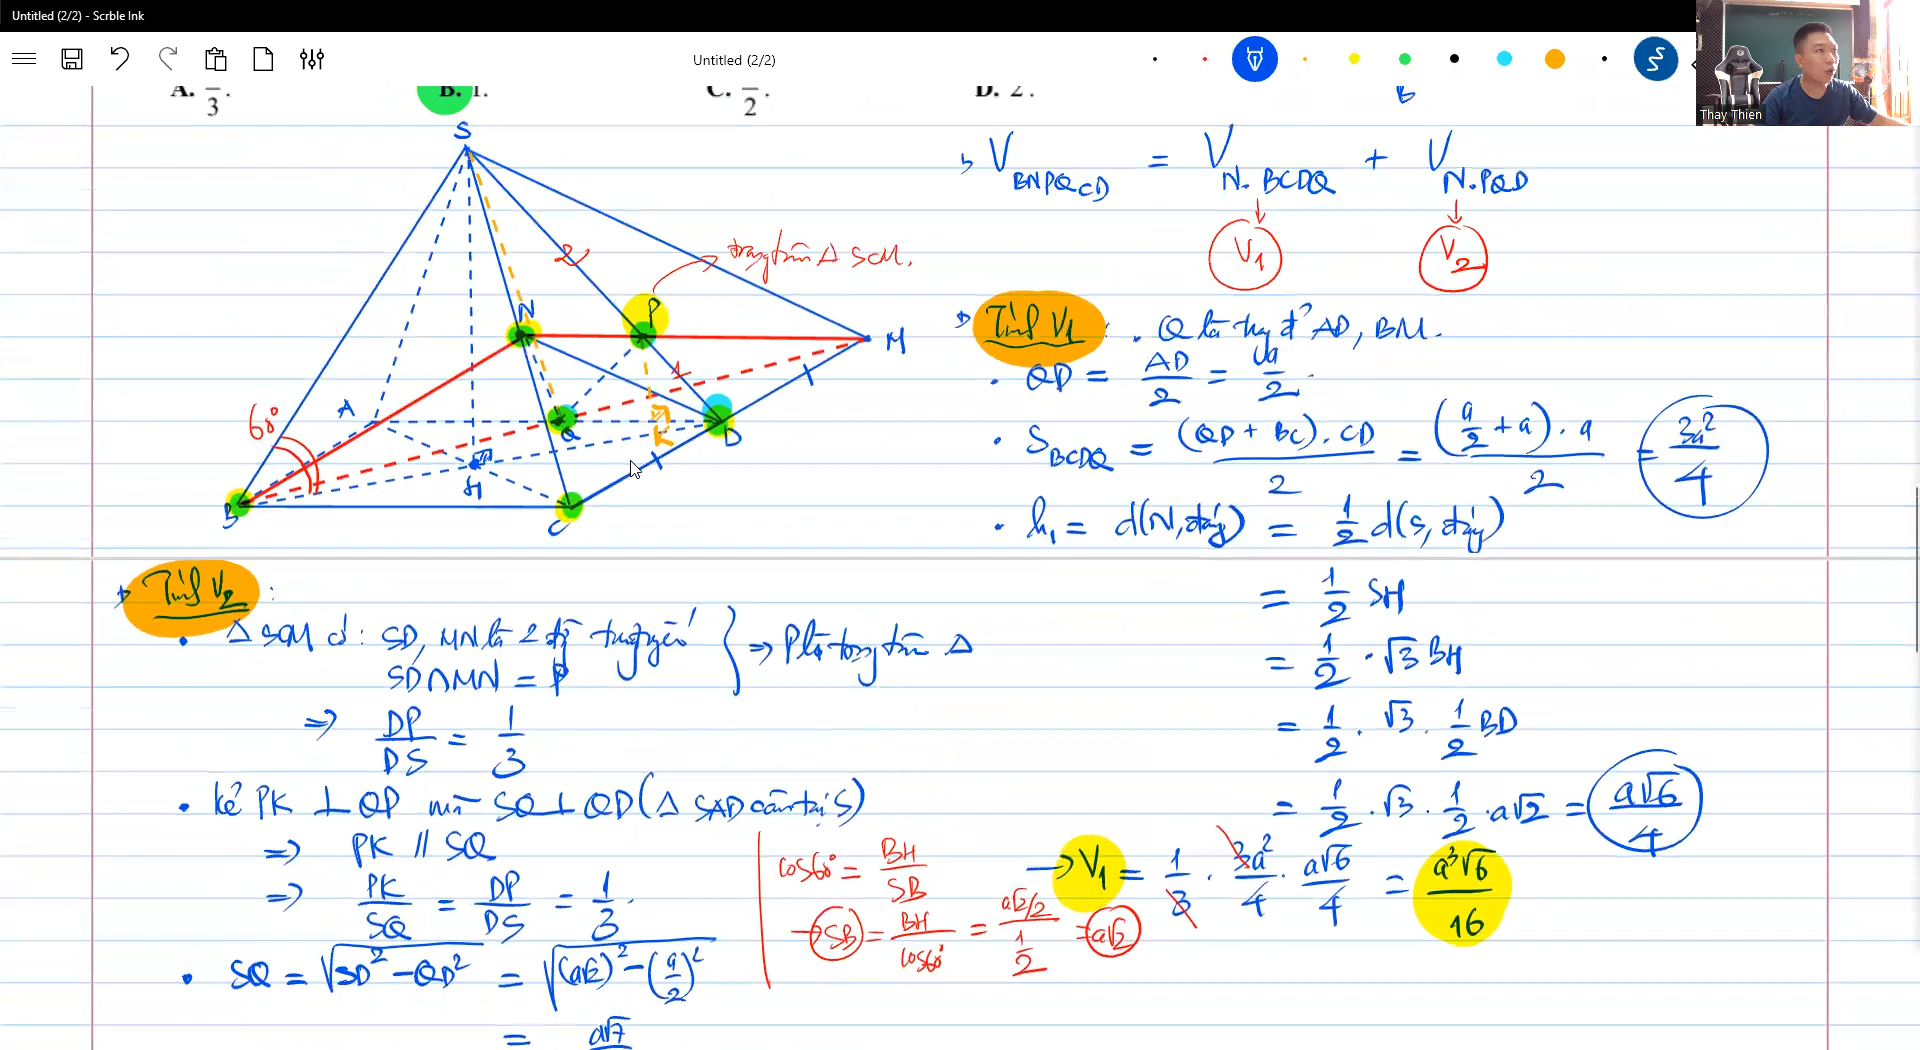 Untitled (2/2) - Scrble Ink
Untitled (2/2)
Thay Thien
A. 3 .
B. 1.
C. 2 .
D. 2 .
B
S
N
P
M
A
Q
D
K
H
B
C
60°
2
1
trọng tâm Δ SCM.
V BNPQCD = V N.BCDQ + V N.PQD
V1
V2
Tính V1 : . Q là tr đ AD, BM.
. QD = AD/2 = a/2 .
. S BCDQ = (QD + BC) . CD / 2 = (a/2 + a) . a / 2 = 3a²/4
. h1 = d(N, đáy) = 1/2 d(S, đáy)
= 1/2 SH
= 1/2 . √3 BH
= 1/2 . √3 . 1/2 BD
= 1/2 . √3 . 1/2 . a√2 = a√6/4
→ V1 = 1/3 . 3a²/4 . a√6/4 = a³√6/16
Tính V2 :
. Δ SCM có : SD, MN là 2 đg trung tuyến
SD ∩ MN = P
⇒ P là trọng tâm Δ
⇒ DP/DS = 1/3
. Kẻ PK ⊥ QD mà SQ ⊥ QD (Δ SAD cân tại S)
⇒ PK // SQ
⇒ PK/SQ = DP/DS = 1/3 .
. SQ = √(SD² - QD²) = √((a√2)² - (a/2)²)
= a√7
cos60° = BH/SB
→ SB = BH/cos60° = a√2/2 / 1/2 = a√2